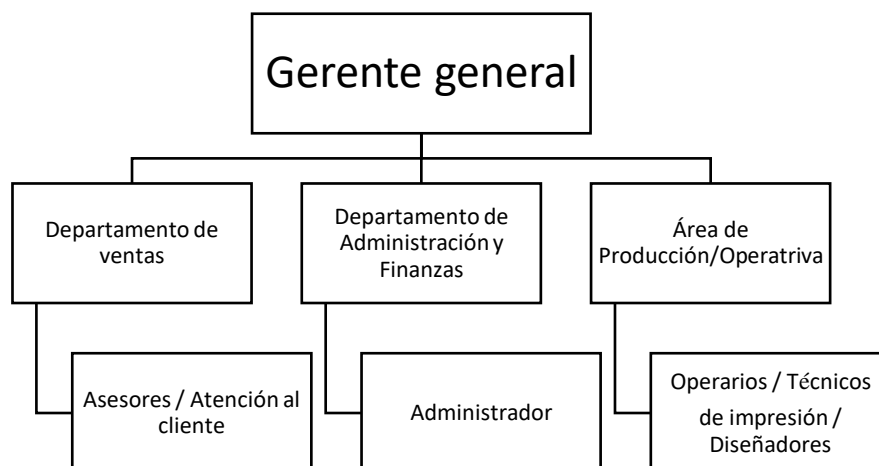 Gerente general
Departamento de
ventas
Departamento de
Administración y
Finanzas
Área de
Producción/Operatriva
Asesores / Atención al
cliente
Administrador
Operarios / Técnicos
de impresión /
Diseñadores